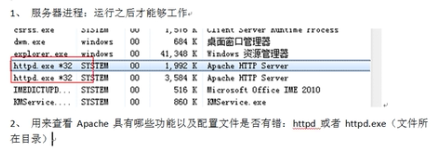 1、 服务器进程：运行之后才能够工作
csrss.exe SYSTEM 00 1,516 K Client Server Runtime Process
dwm.exe windows 00 684 K 桌面窗口管理器
explorer.exe windows 00 41,348 K Windows 资源管理器
httpd.exe *32 SYSTEM 00 1,992 K Apache HTTP Server
httpd.exe *32 SYSTEM 00 3,584 K Apache HTTP Server
IMEDICTUPD... SYSTEM 00 516 K Microsoft Office IME 2010
KMService.... SYSTEM 00 860 K KMService.exe
2、 用来查看 Apache 具有哪些功能以及配置文件是否有错：httpd 或者 httpd.exe（文件所
在目录）